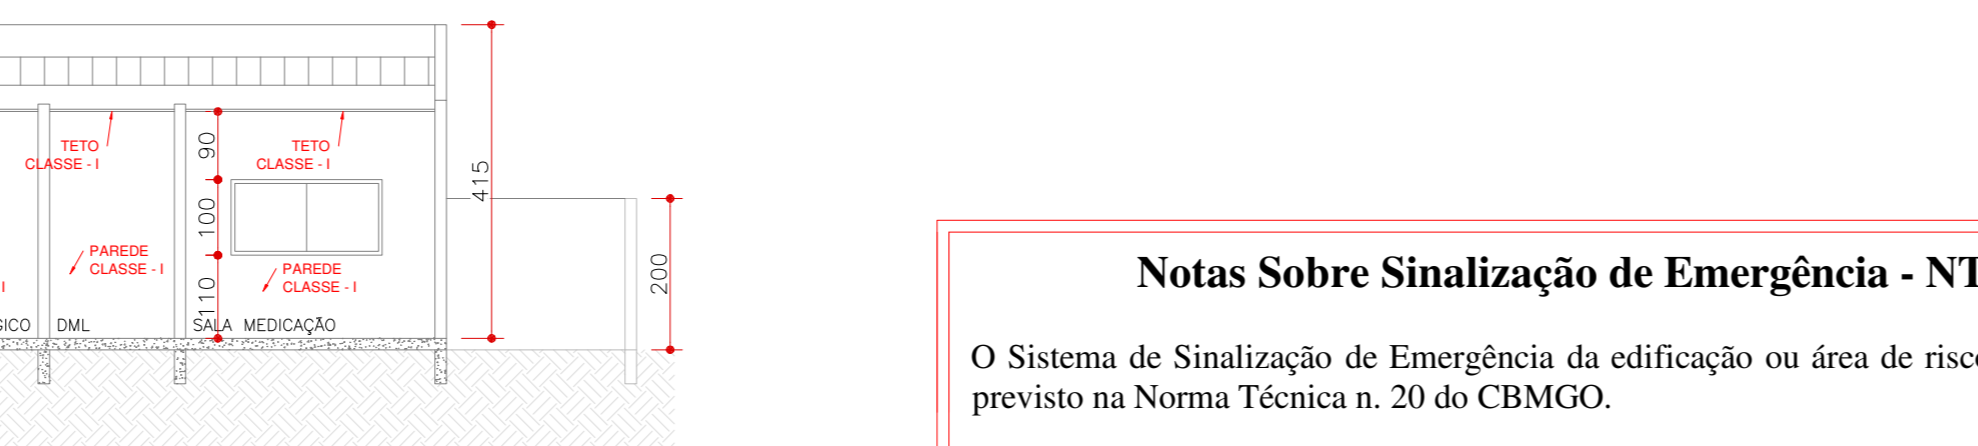 TETO
CLASSE - I
90
TETO
CLASSE - I
415
100
PAREDE
CLASSE - I
PAREDE
CLASSE - I
I
110
200
DML
SALA MEDICAÇÃO
Notas Sobre Sinalização de Emergência - NT
O Sistema de Sinalização de Emergência da edificação ou área de
previsto na Norma Técnica n. 20 do CBMGO.